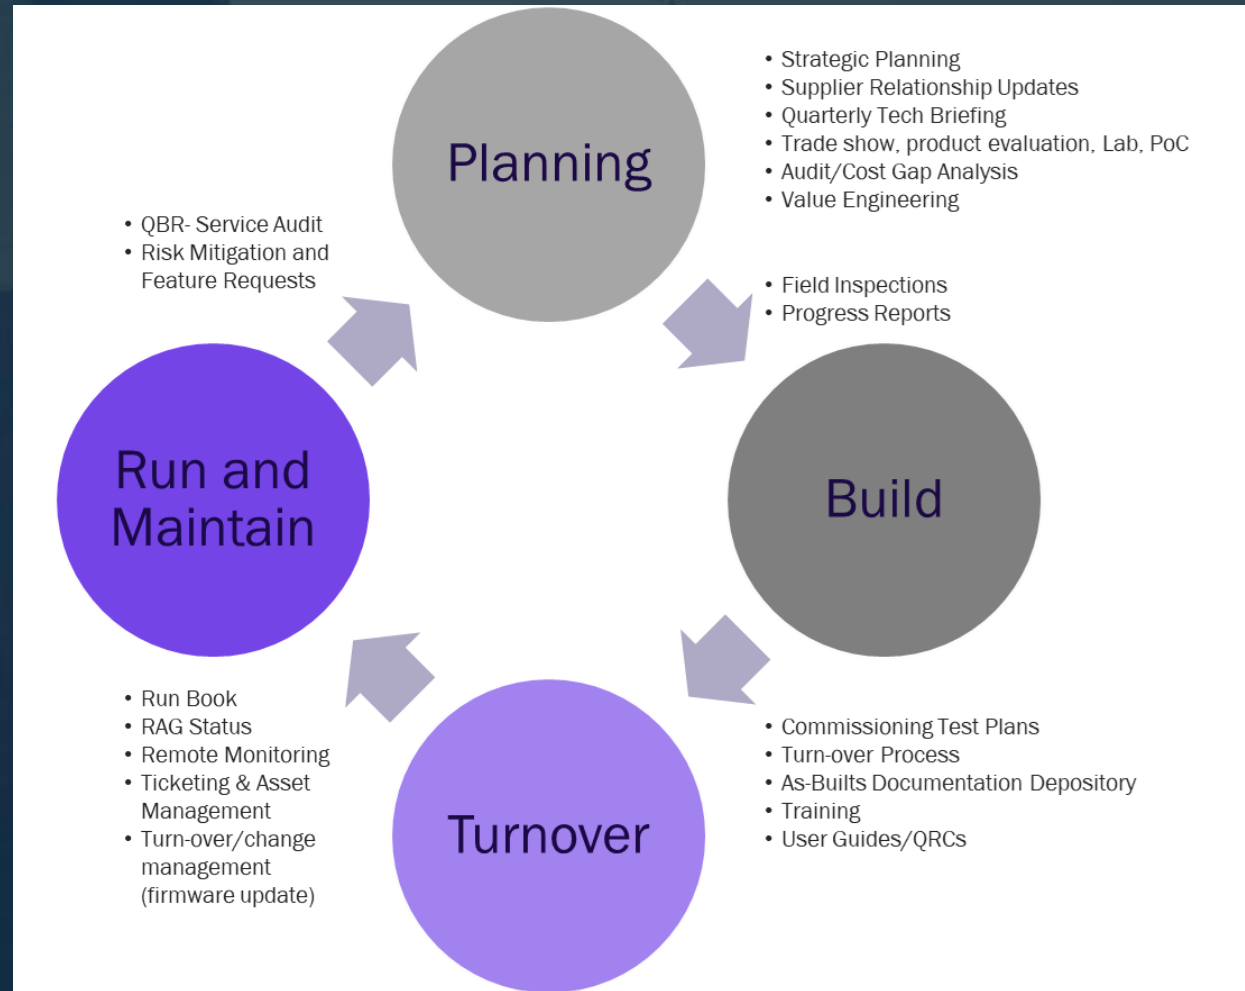 Planning
• Strategic Planning
• Supplier Relationship Updates
• Quarterly Tech Briefing
• Trade show, product evaluation, Lab, PoC
• Audit/Cost Gap Analysis
• Value Engineering
• Field Inspections
• Progress Reports
Build
• Commissioning Test Plans
• Turn-over Process
• As-Builts Documentation Depository
• Training
• User Guides/QRCs
Turnover
• Run Book
• RAG Status
• Remote Monitoring
• Ticketing & Asset
Management
• Turn-over/change
management
(firmware update)
Run and
Maintain
• QBR- Service Audit
• Risk Mitigation and
Feature Requests